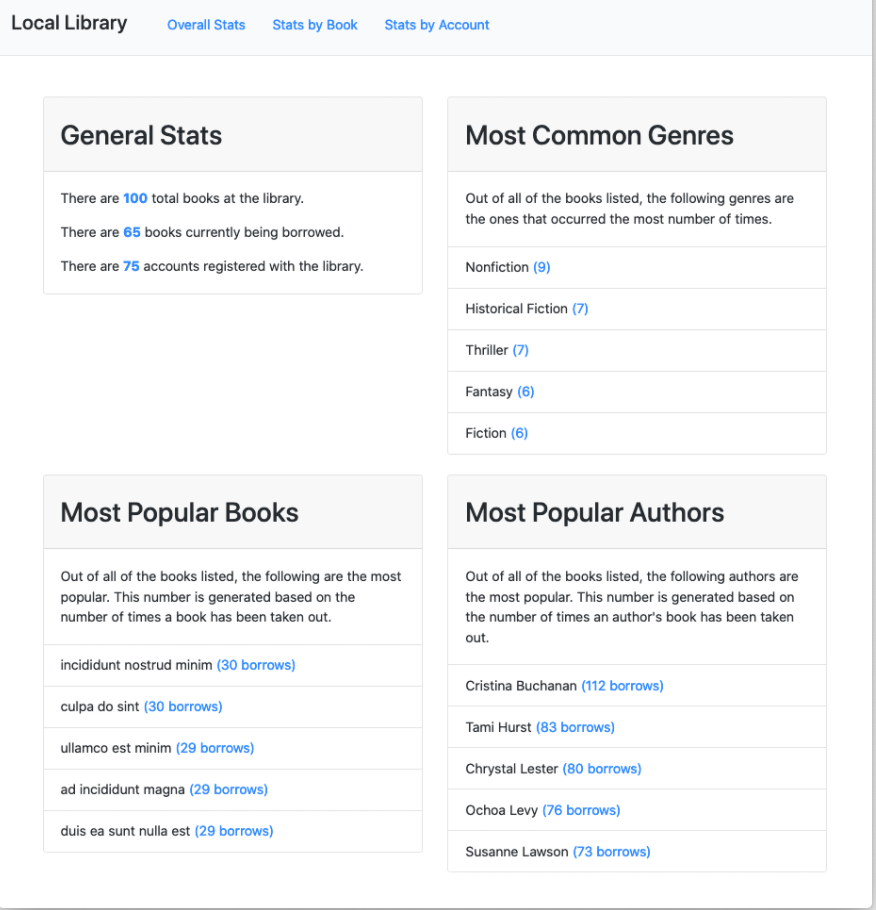 Local Library
Overall Stats
Stats by Book
Stats by Account
General Stats
There are 100 total books at the library.
There are 65 books currently being borrowed.
There are 75 accounts registered with the library.
Most Common Genres
Out of all of the books listed, the following genres are
the ones that occurred the most number of times.
Nonfiction (9)
Historical Fiction (7)
Thriller (7)
Fantasy (6)
Fiction (6)
Most Popular Books
Out of all of the books listed, the following are the most
popular. This number is generated based on the
number of times a book has been taken out.
incididunt nostrud minim (30 borrows)
culpa do sint (30 borrows)
ullamco est minim (29 borrows)
ad incididunt magna (29 borrows)
duis ea sunt nulla est (29 borrows)
Most Popular Authors
Out of all of the books listed, the following authors are
the most popular. This number is generated based on
the number of times an author's book has been taken
out.
Cristina Buchanan (112 borrows)
Tami Hurst (83 borrows)
Chrystal Lester (80 borrows)
Ochoa Levy (76 borrows)
Susanne Lawson (73 borrows)